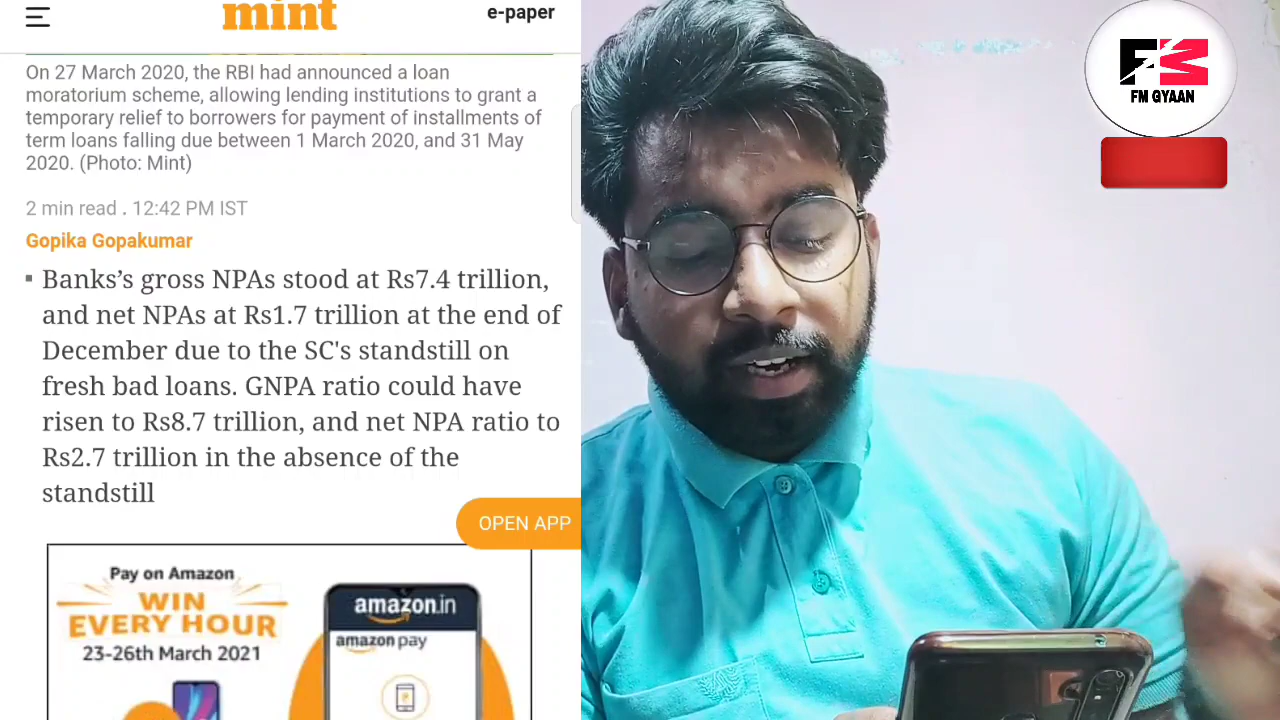 mint
e-paper
On 27 March 2020, the RBI had announced a loan
moratorium scheme, allowing lending institutions to grant a
temporary relief to borrowers for payment of installments of
term loans falling due between 1 March 2020, and 31 May
2020. (Photo: Mint)
2 min read . 12:42 PM IST
Gopika Gopakumar
▪ Banks’s gross NPAs stood at Rs7.4 trillion,
and net NPAs at Rs1.7 trillion at the end of
December due to the SC's standstill on
fresh bad loans. GNPA ratio could have
risen to Rs8.7 trillion, and net NPA ratio to
Rs2.7 trillion in the absence of the
standstill
OPEN APP
Pay on Amazon
WIN
EVERY HOUR
23-26th March 2021
amazon.in
amazon pay
FM
FM GYAAN